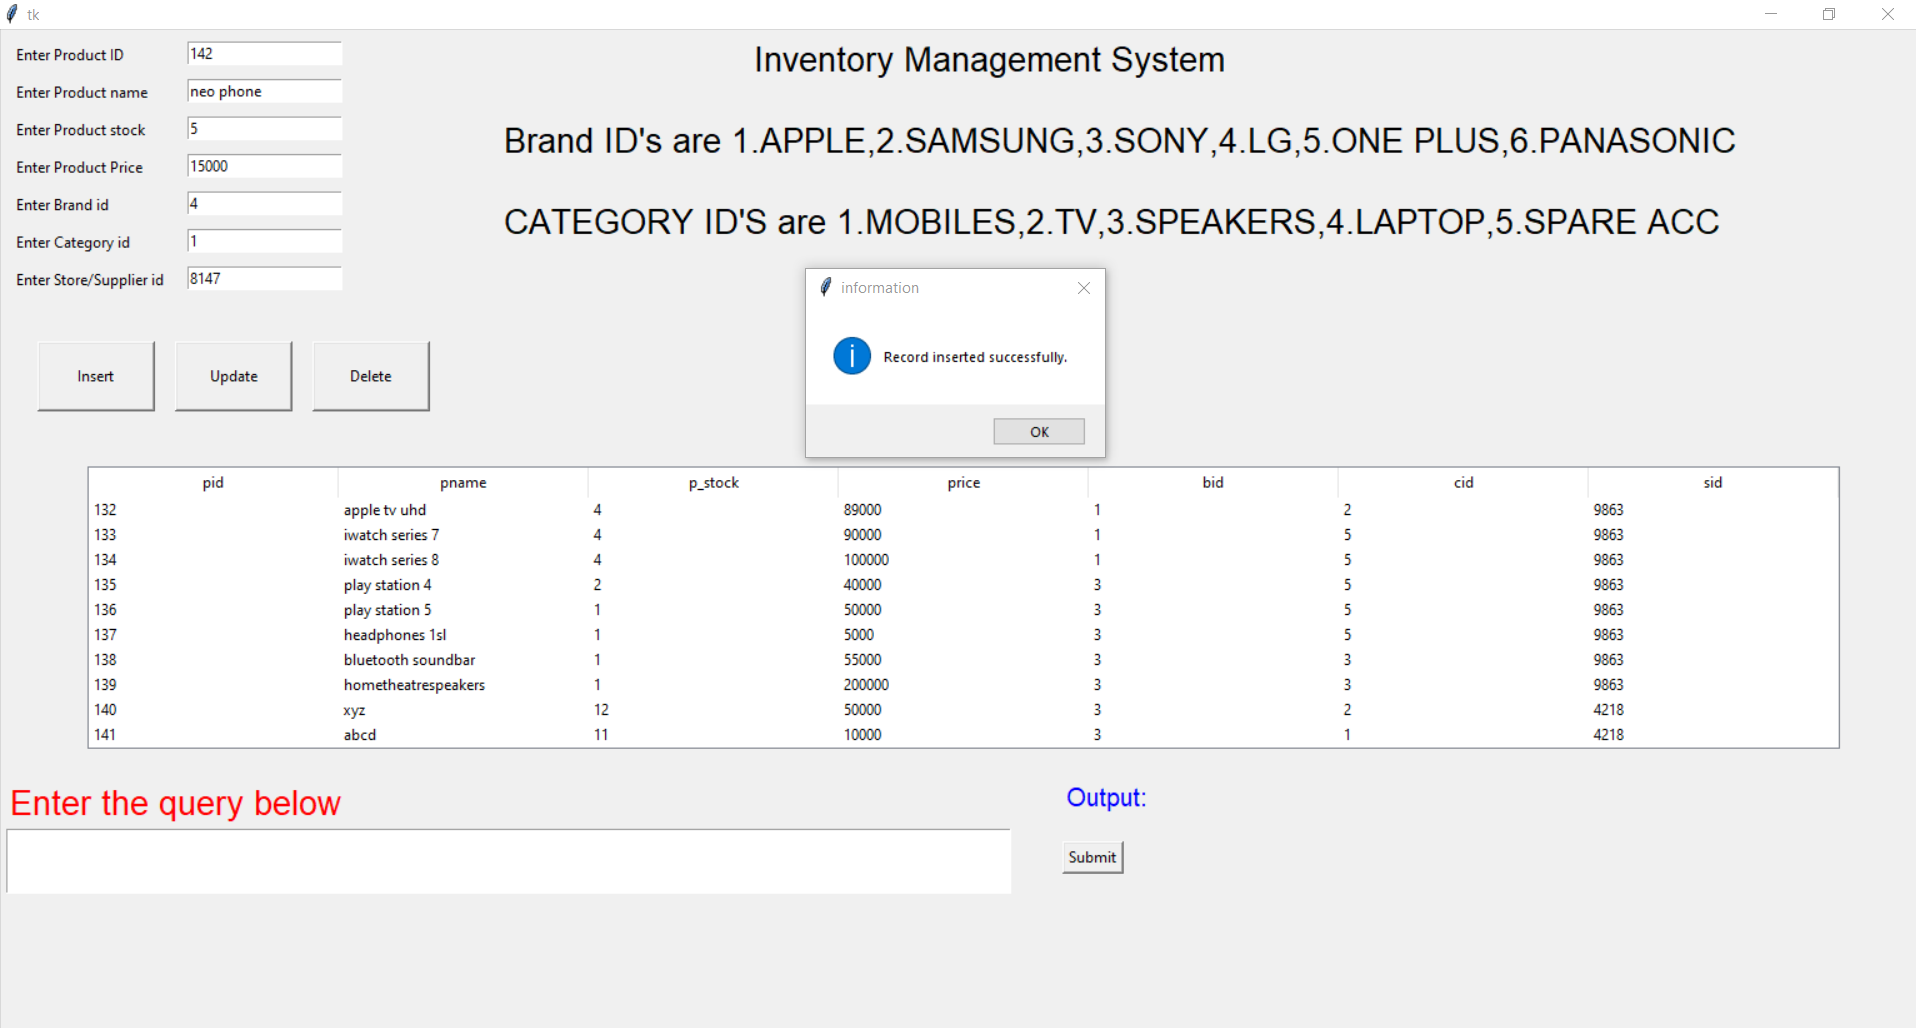 tk
Enter Product ID 142
Inventory Management System
Enter Product name neo phone
Enter Product stock 5
Brand ID's are 1.APPLE,2.SAMSUNG,3.SONY,4.LG,5.ONE PLUS,6.PANASONIC
Enter Product Price 15000
Enter Brand id 4
CATEGORY ID'S are 1.MOBILES,2.TV,3.SPEAKERS,4.LAPTOP,5.SPARE ACC
Enter Category id 1
Enter Store/Supplier id 8147
information
Record inserted successfully.
OK
Insert Update Delete
pid pname p_stock price bid cid sid
132 apple tv uhd 4 89000 1 2 9863
133 iwatch series 7 4 90000 1 5 9863
134 iwatch series 8 4 100000 1 5 9863
135 play station 4 2 40000 3 5 9863
136 play station 5 1 50000 3 5 9863
137 headphones 1sl 1 5000 3 5 9863
138 bluetooth soundbar 1 55000 3 3 9863
139 hometheatrespeakers 1 200000 3 3 9863
140 xyz 12 50000 3 2 4218
141 abcd 11 10000 3 1 4218
Enter the query below
Output:
Submit